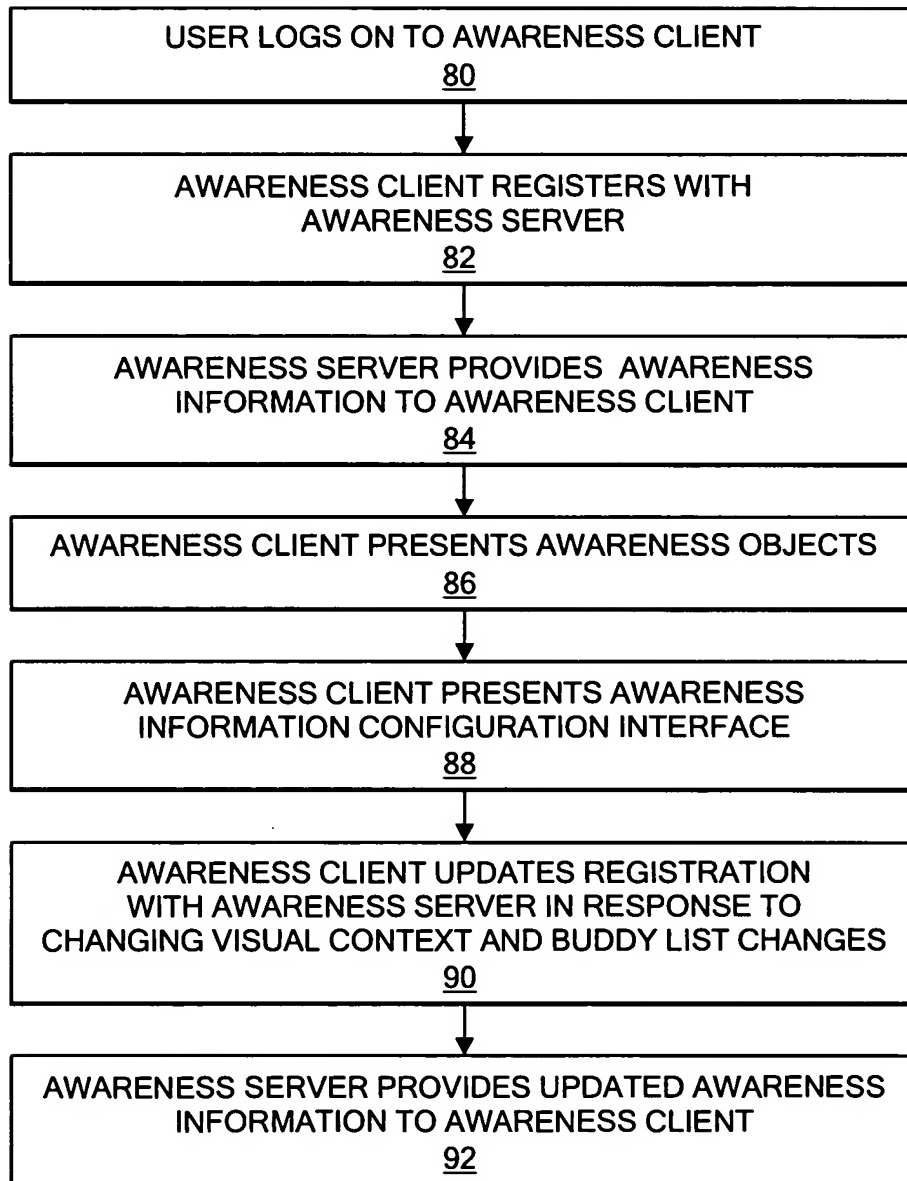 USER LOGS ON TO AWARENESS CLIENT
80
AWARENESS CLIENT REGISTERS WITH
AWARENESS SERVER
82
AWARENESS SERVER PROVIDES AWARENESS
INFORMATION TO AWARENESS CLIENT
84
AWARENESS CLIENT PRESENTS AWARENESS OBJECTS
86
AWARENESS CLIENT PRESENTS AWARENESS
INFORMATION CONFIGURATION INTERFACE
88
AWARENESS CLIENT UPDATES REGISTRATION
WITH AWARENESS SERVER IN RESPONSE TO
CHANGING VISUAL CONTEXT AND BUDDY LIST CHANGES
90
AWARENESS SERVER PROVIDES UPDATED AWARENESS
INFORMATION TO AWARENESS CLIENT
92